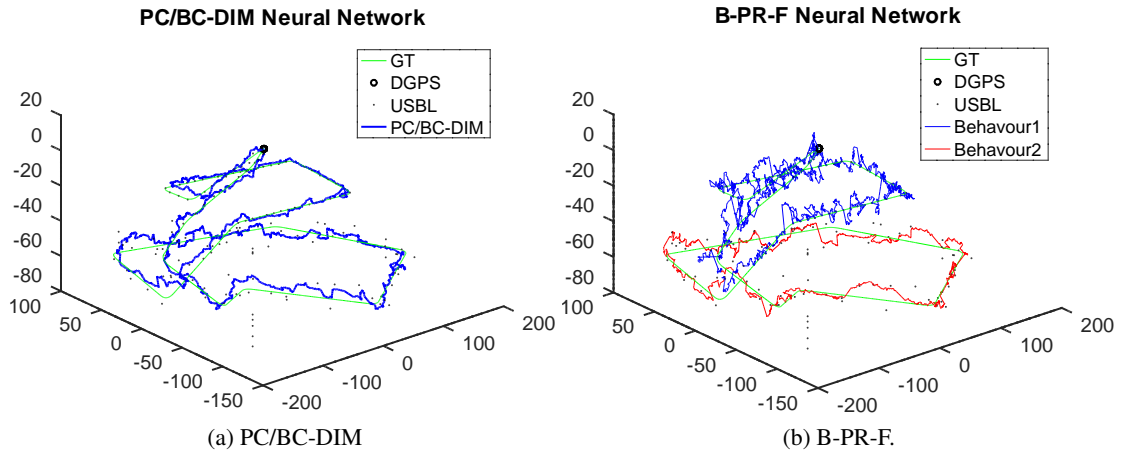 PC/BC-DIM Neural Network
GT
DGPS
USBL
PC/BC-DIM
20
0
-20
-40
-60
-80
100
50
0
-50
-100
-150
-200
-100
0
100
200
(a) PC/BC-DIM
B-PR-F Neural Network
GT
DGPS
USBL
Behavour1
Behavour2
20
0
-20
-40
-60
-80
100
50
0
-50
-100
-150
-200
-100
0
100
200
(b) B-PR-F.